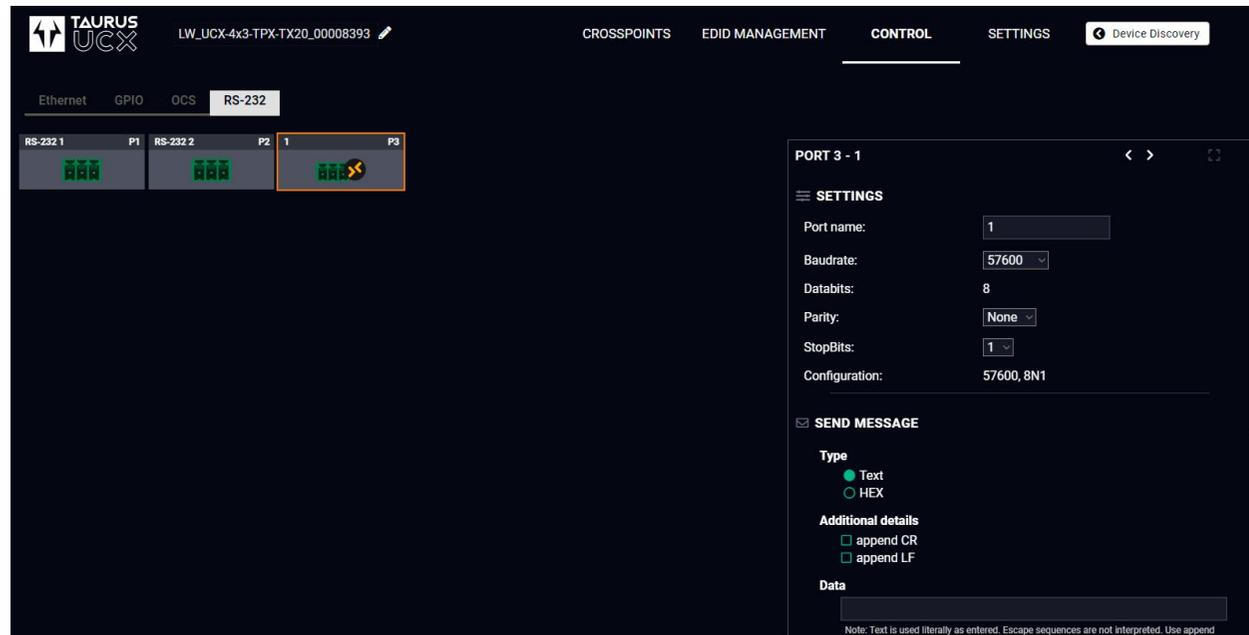 TAURUS
UCX
LW_UCX-4x3-TPX-TX20_00008393
CROSSPOINTS EDID MANAGEMENT CONTROL SETTINGS Device Discovery
Ethernet GPIO OCS RS-232
RS-232 1 P1 RS-232 2 P2 1 P3
PORT 3 - 1
SETTINGS
Port name: 1
Baudrate: 57600
Databits: 8
Parity: None
StopBits: 1
Configuration: 57600, 8N1
SEND MESSAGE
Type
Text
HEX
Additional details
append CR
append LF
Data
Note: Text is used literally as entered. Escape sequences are not interpreted. Use append